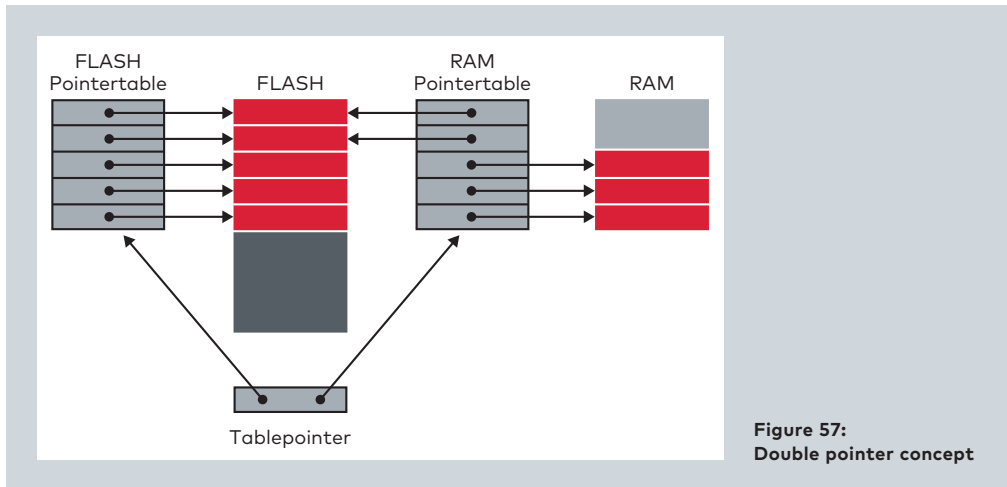 FLASH
Pointertable
FLASH
RAM
Pointertable
RAM
Tablepointer
Figure 57:
Double pointer concept